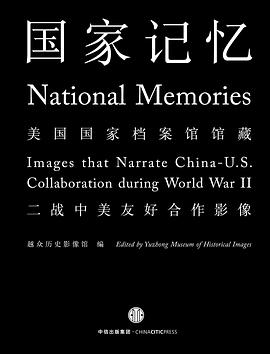 国家记忆
National Memories
美国国家档案馆馆藏
Images that Narrate China-U.S.
Collaboration during World War II
二战中美友好合作影像
越众历史影像馆 编 Edited by Yuezhong Museum of Historical Images
中信出版集团·CHINACITICPRESS